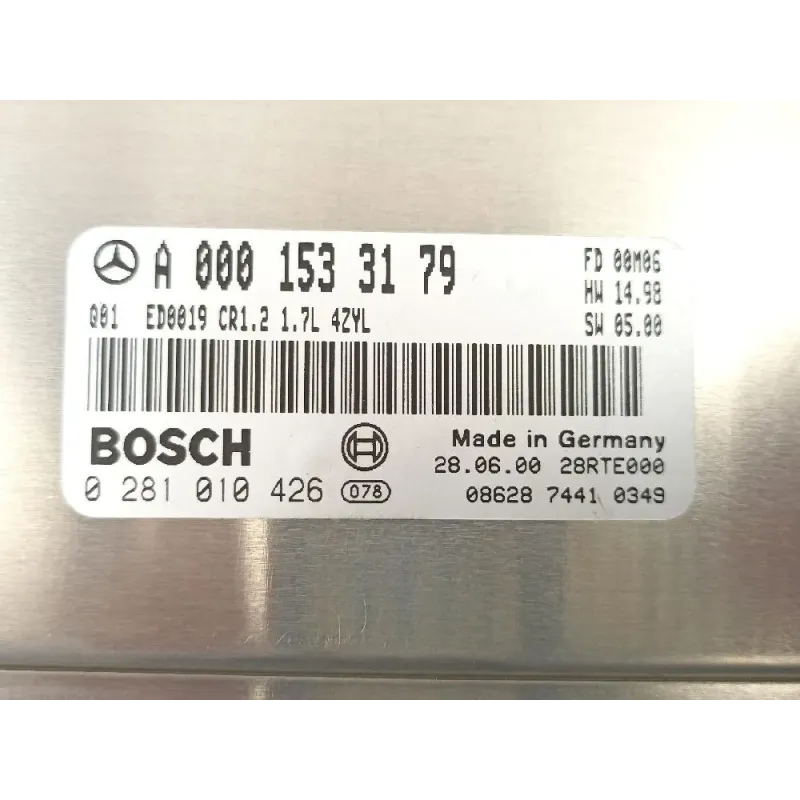 A 000 153 31 79
FD 00M06
HW 14.98
Q01 ED0019 CR1.2 1.7L 4ZYL
SW 05.00
BOSCH
Made in Germany
28.06.00 28RTE000
0 281 010 426 078
08628 7441 0349